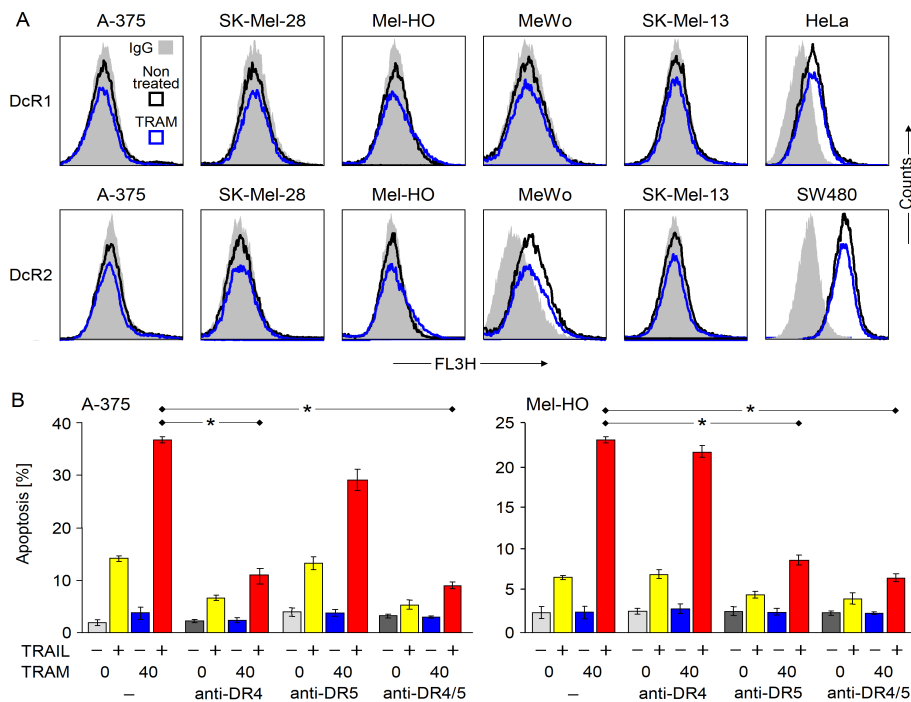 A
A-375 SK-Mel-28 Mel-HO MeWo SK-Mel-13 HeLa
IgG
Non
treated
TRAM
DcR1
Counts
A-375 SK-Mel-28 Mel-HO MeWo SK-Mel-13 SW480
DcR2
FL3H
B A-375 Mel-HO
* *
* *
Apoptosis [%]
40 25
30 20
20 15
10 10
0 5
0
TRAIL – + – + – + – + – + – + – + – + – + – + – + – + – + – + – + – +
TRAM 0 40 0 40 0 40 0 40 0 40 0 40 0 40 0 40
– anti-DR4 anti-DR5 anti-DR4/5 – anti-DR4 anti-DR5 anti-DR4/5